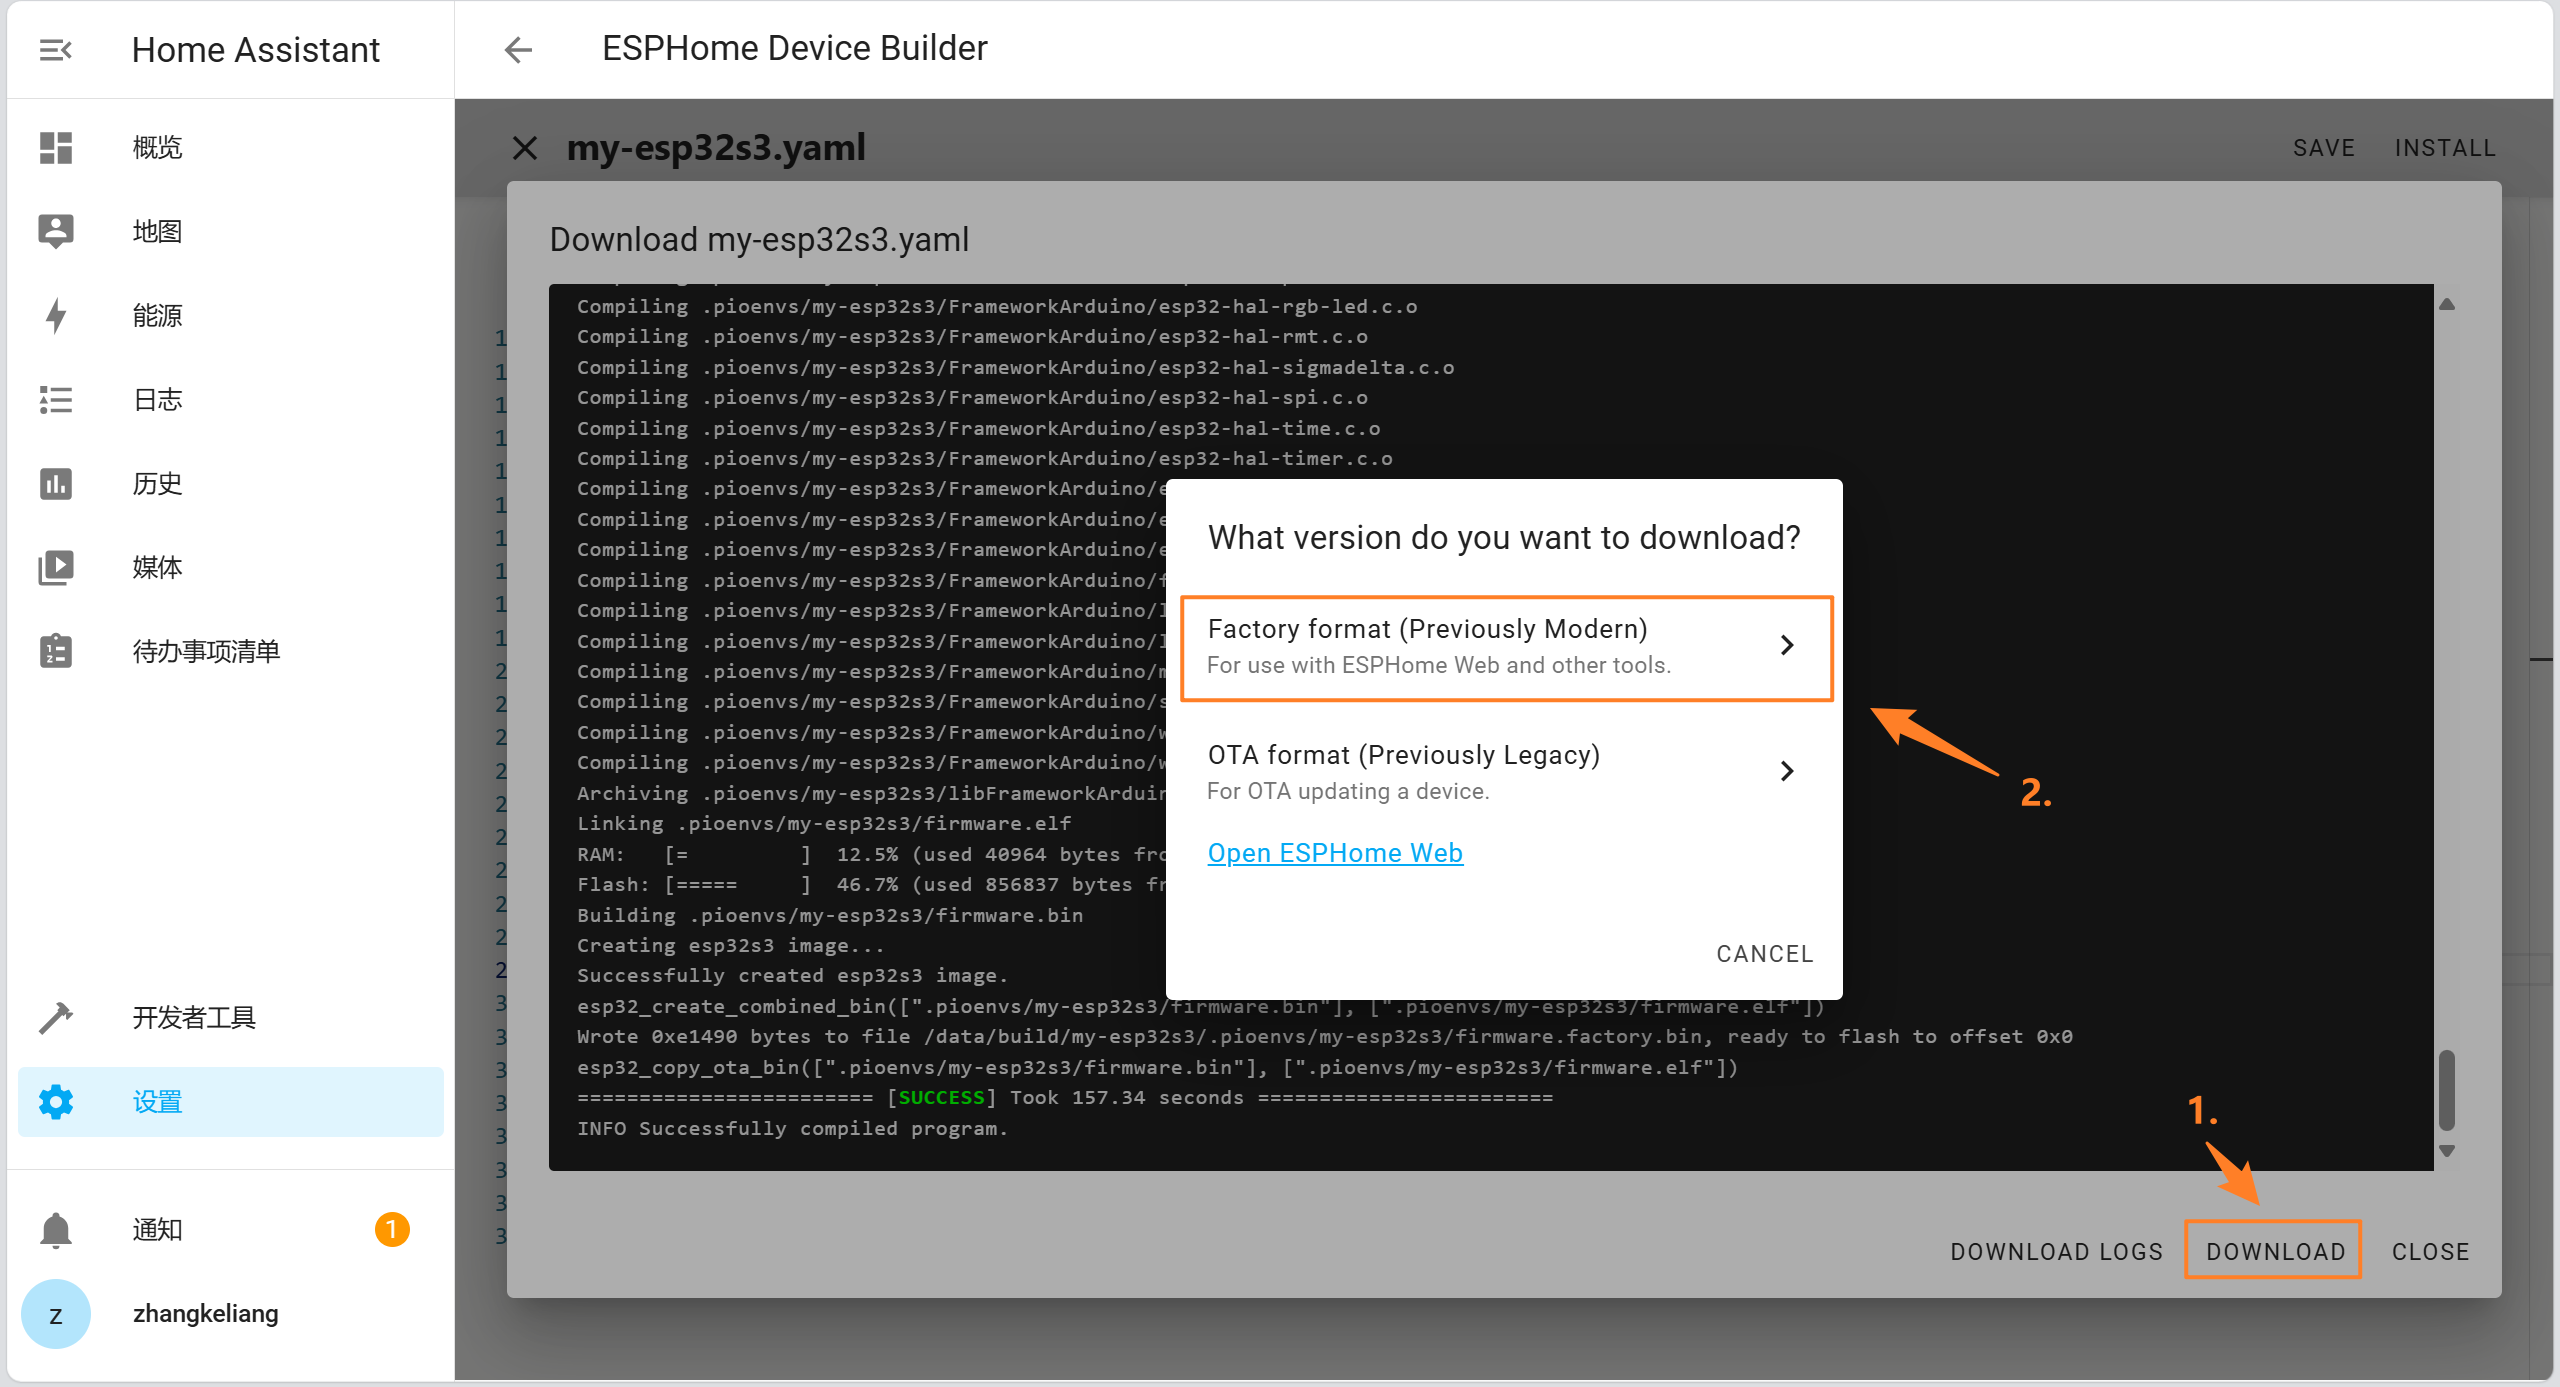 Home Assistant
ESPHome Device Builder
概览
地图
能源
日志
历史
媒体
待办事项清单
开发者工具
设置
通知
1
z
zhangkeliang
my-esp32s3.yaml
SAVE
INSTALL
Download my-esp32s3.yaml
Compiling .pioenvs/my-esp32s3/FrameworkArduino/esp32-hal-rgb-led.c.o
Compiling .pioenvs/my-esp32s3/FrameworkArduino/esp32-hal-rmt.c.o
Compiling .pioenvs/my-esp32s3/FrameworkArduino/esp32-hal-sigmadelta.c.o
Compiling .pioenvs/my-esp32s3/FrameworkArduino/esp32-hal-spi.c.o
Compiling .pioenvs/my-esp32s3/FrameworkArduino/esp32-hal-time.c.o
Compiling .pioenvs/my-esp32s3/FrameworkArduino/esp32-hal-timer.c.o
Compiling .pioenvs/my-esp32s3/FrameworkArduino/e
Compiling .pioenvs/my-esp32s3/FrameworkArduino/e
Compiling .pioenvs/my-esp32s3/FrameworkArduino/e
Compiling .pioenvs/my-esp32s3/FrameworkArduino/f
Compiling .pioenvs/my-esp32s3/FrameworkArduino/l
Compiling .pioenvs/my-esp32s3/FrameworkArduino/l
Compiling .pioenvs/my-esp32s3/FrameworkArduino/m
Compiling .pioenvs/my-esp32s3/FrameworkArduino/s
Compiling .pioenvs/my-esp32s3/FrameworkArduino/w
Compiling .pioenvs/my-esp32s3/FrameworkArduino/w
Archiving .pioenvs/my-esp32s3/libFrameworkArduin
Linking .pioenvs/my-esp32s3/firmware.elf
RAM:   [=         ]  12.5% (used 40964 bytes fro
Flash: [=====     ]  46.7% (used 856837 bytes fr
Building .pioenvs/my-esp32s3/firmware.bin
Creating esp32s3 image...
Successfully created esp32s3 image.
esp32_create_combined_bin([".pioenvs/my-esp32s3/firmware.bin"], [".pioenvs/my-esp32s3/firmware.elf"])
Wrote 0xe1490 bytes to file /data/build/my-esp32s3/.pioenvs/my-esp32s3/firmware.factory.bin, ready to flash to offset 0x0
esp32_copy_ota_bin([".pioenvs/my-esp32s3/firmware.bin"], [".pioenvs/my-esp32s3/firmware.elf"])
======================== [SUCCESS] Took 157.34 seconds ========================
INFO Successfully compiled program.
What version do you want to download?
Factory format (Previously Modern)
For use with ESPHome Web and other tools.
OTA format (Previously Legacy)
For OTA updating a device.
Open ESPHome Web
CANCEL
2.
1.
DOWNLOAD LOGS
DOWNLOAD
CLOSE